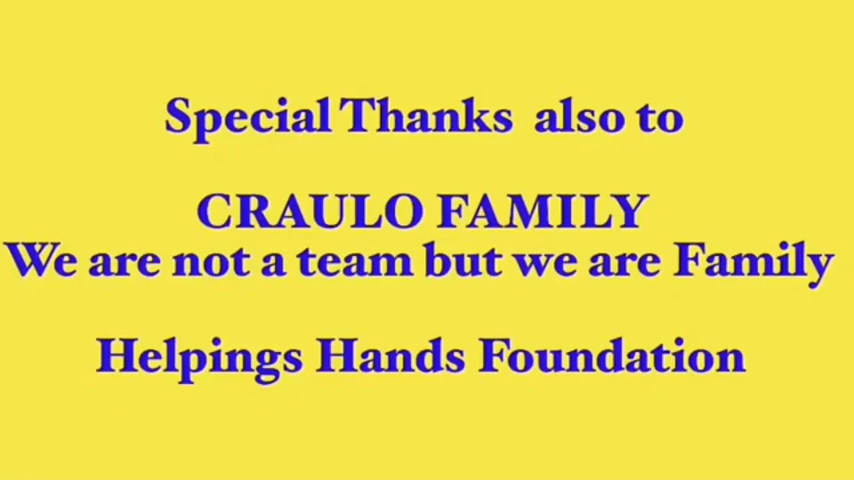 Special Thanks also to
CRAULO FAMILY
We are not a team but we are Family
Helpings Hands Foundation